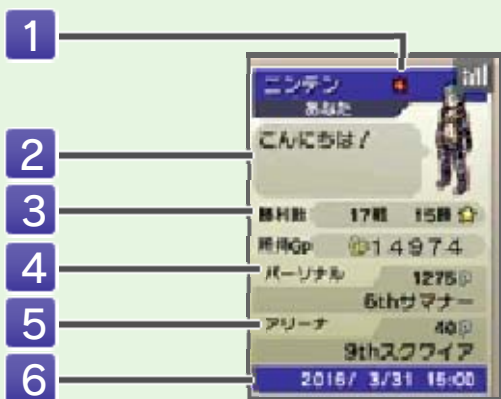 1
ニンテン
あなた
2
こんにちは!
3
勝利数 17戦 15勝
所持Gp 14974
4
パーソナル 1275
6thサマナー
5
アリーナ 40
9thスクワイア
6
2016/ 3/31 15:00